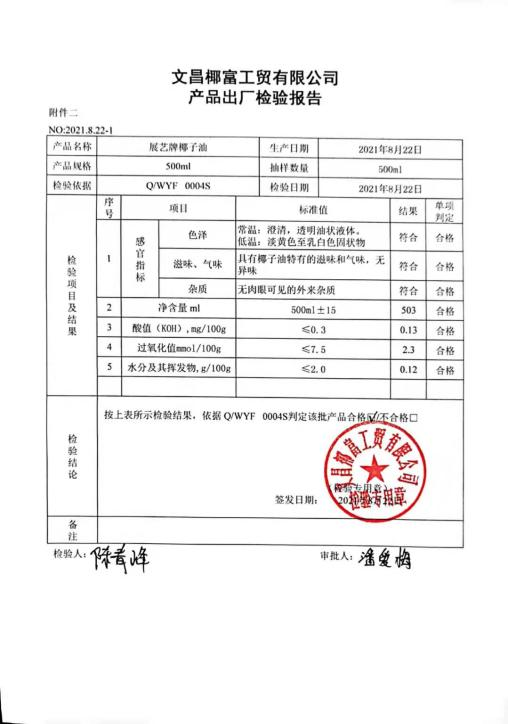 文昌椰富工贸有限公司
产品出厂检验报告
附件二
NO:2021.8.22-1
产品名称 展艺牌椰子油 生产日期 2021年8月22日
产品规格 500ml 抽样数量 500ml
检验依据 Q/WYF 0004S 检验日期 2021年8月22日
检验项目及结果 序号 项目 标准值 结果 单项判定
1 感官指标 色泽 常温：澄清，透明油状液体。
低温：淡黄色至乳白色固状物 符合 合格
滋味、气味 具有椰子油特有的滋味和气味，无
异味 符合 合格
杂质 无肉眼可见的外来杂质 符合 合格
2 净含量 ml 500ml±15 503 合格
3 酸值（KOH）,mg/100g ≤0.3 0.13 合格
4 过氧化值mmol/100g ≤7.5 2.3 合格
5 水分及其挥发物,g/100g ≤2.0 0.12 合格
检验结论 按上表所示检验结果，依据 Q/WYF 0004S判定该批产品合格☑/不合格□
文昌椰富工贸有限公司
检验专用章
（检验专用章）
签发日期： 2021年8月22日
备注
检验人： 审批人：潘爱梅